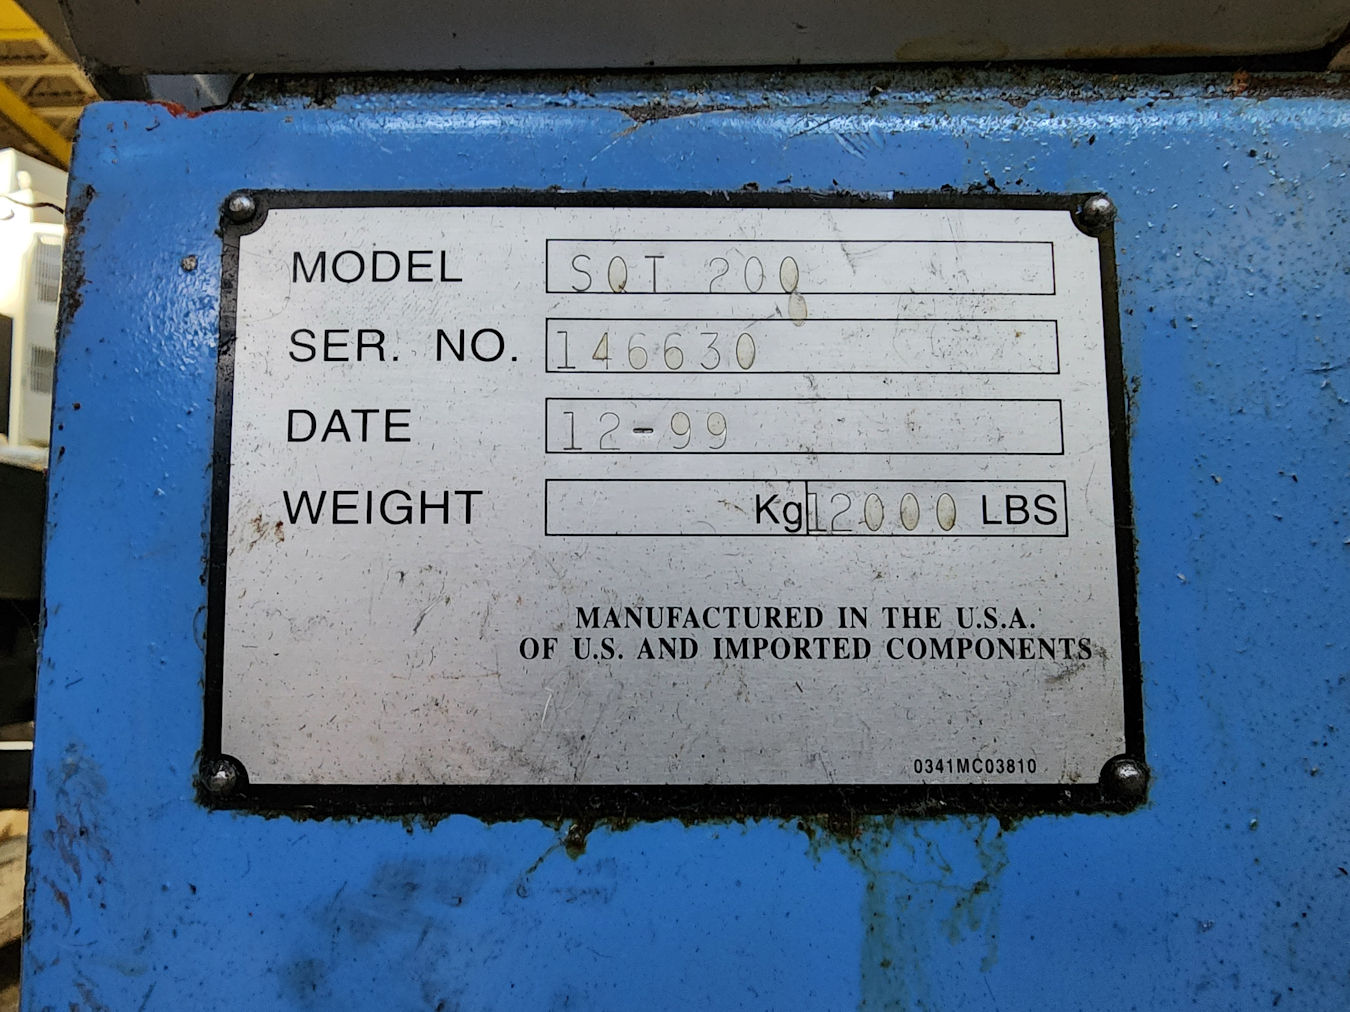 MODEL SQT 200
SER. NO. 146630
DATE 12-99
WEIGHT Kg 12000 LBS
MANUFACTURED IN THE U.S.A.
OF U.S. AND IMPORTED COMPONENTS
0341MC03810